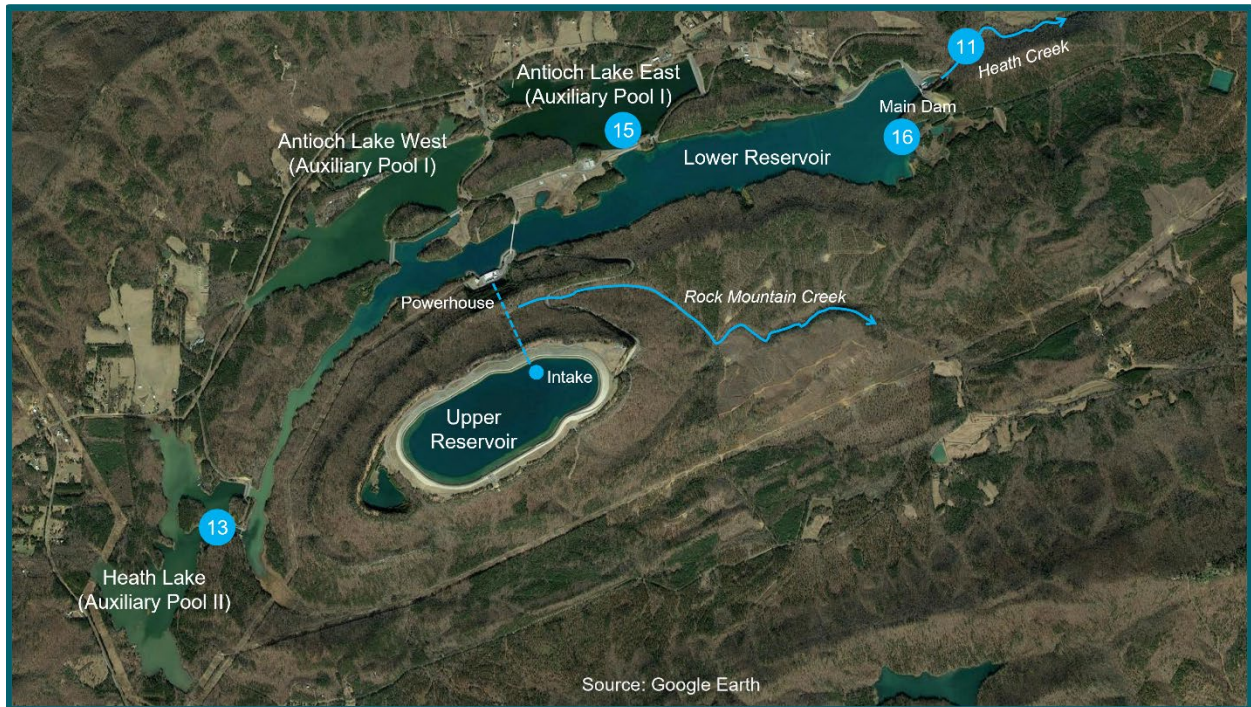 11
Heath Creek
Antioch Lake East
(Auxiliary Pool I)
Main Dam
15
16
Antioch Lake West
(Auxiliary Pool I)
Lower Reservoir
Powerhouse
Rock Mountain Creek
Intake
Upper
Reservoir
13
Heath Lake
(Auxiliary Pool II)
Source: Google Earth